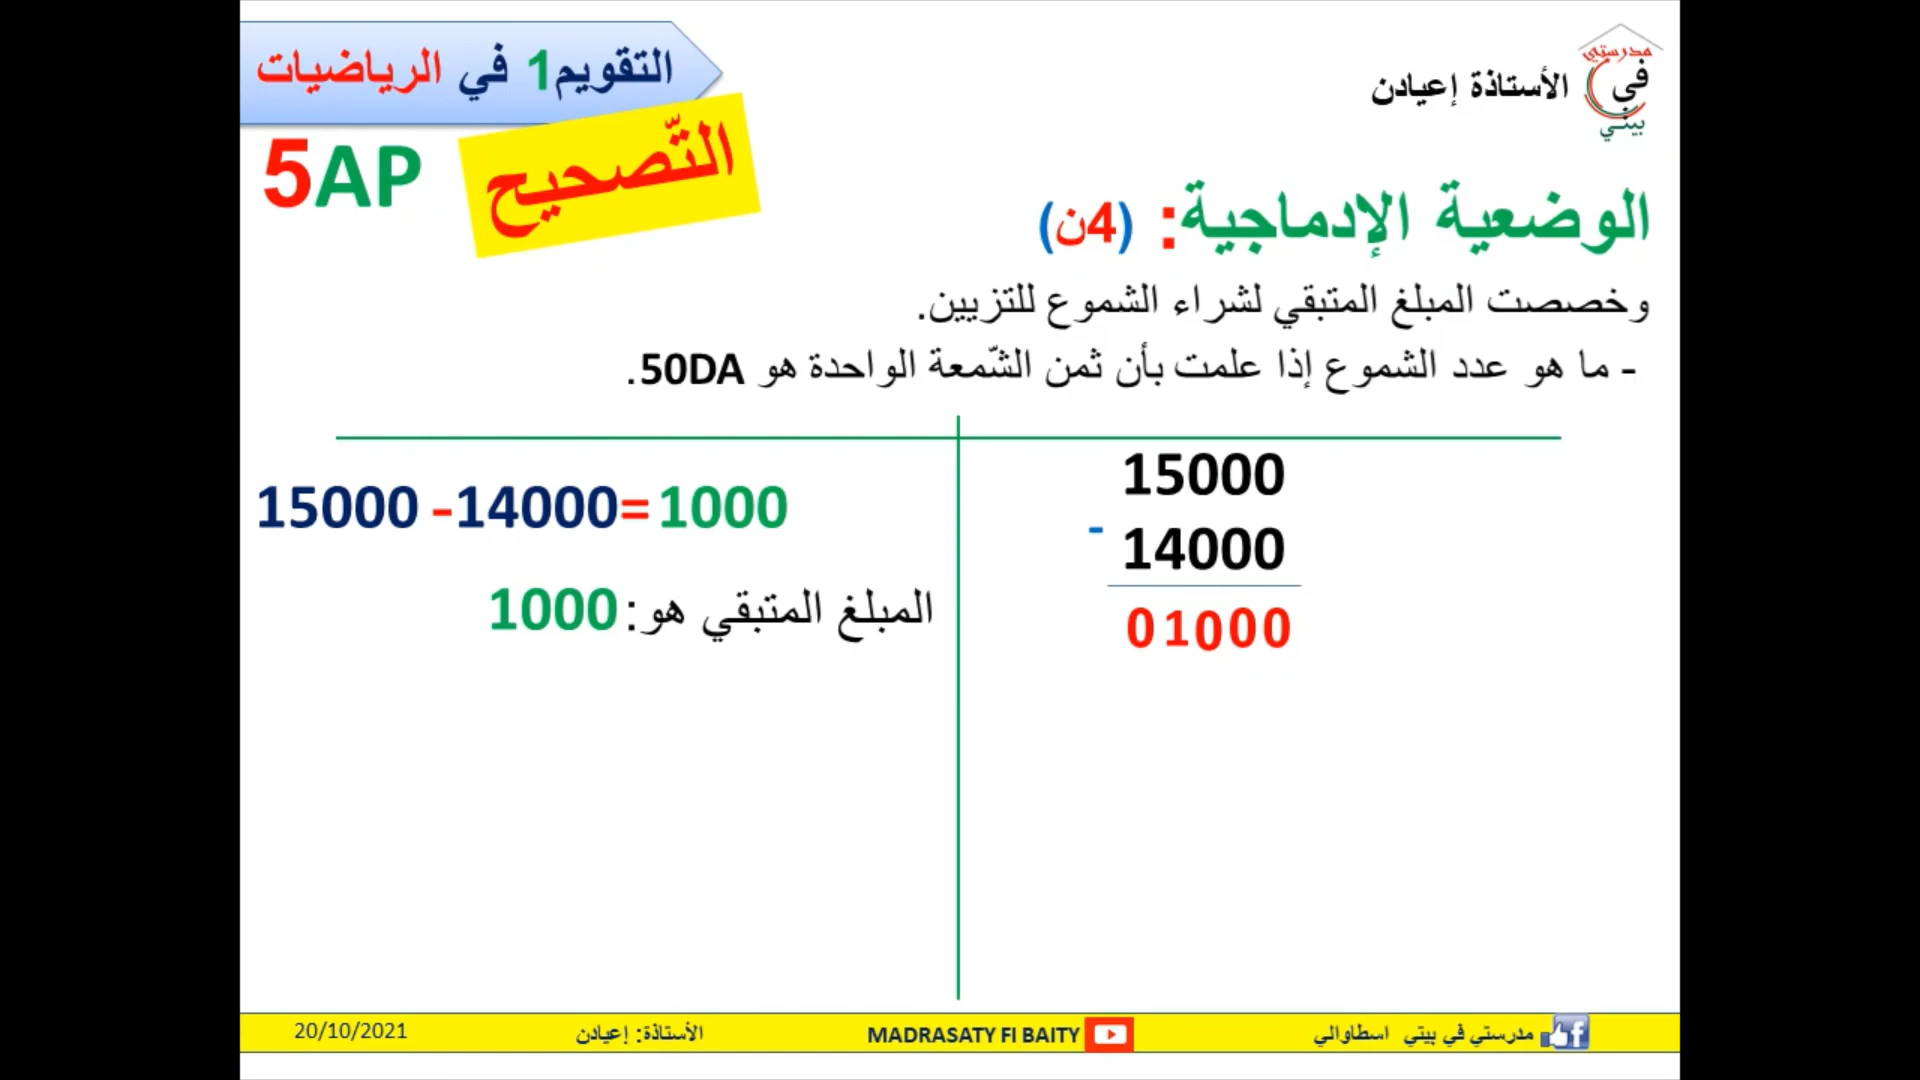 التقويم1 في الرياضيات
مدرستي
في
بيتي
الأستاذة إعيادن
5AP
التّصحيح
الوضعية الإدماجية: (4ن)
وخصصت المبلغ المتبقي لشراء الشموع للتزيين.
- ما هو عدد الشموع إذا علمت بأن ثمن الشّمعة الواحدة هو 50DA.
15000
- 14000
01000
15000 -14000=1000
المبلغ المتبقي هو: 1000
مدرستي في بيتي اسطاوالي
MADRASATY FI BAITY
الأستاذة: إعيادن
20/10/2021